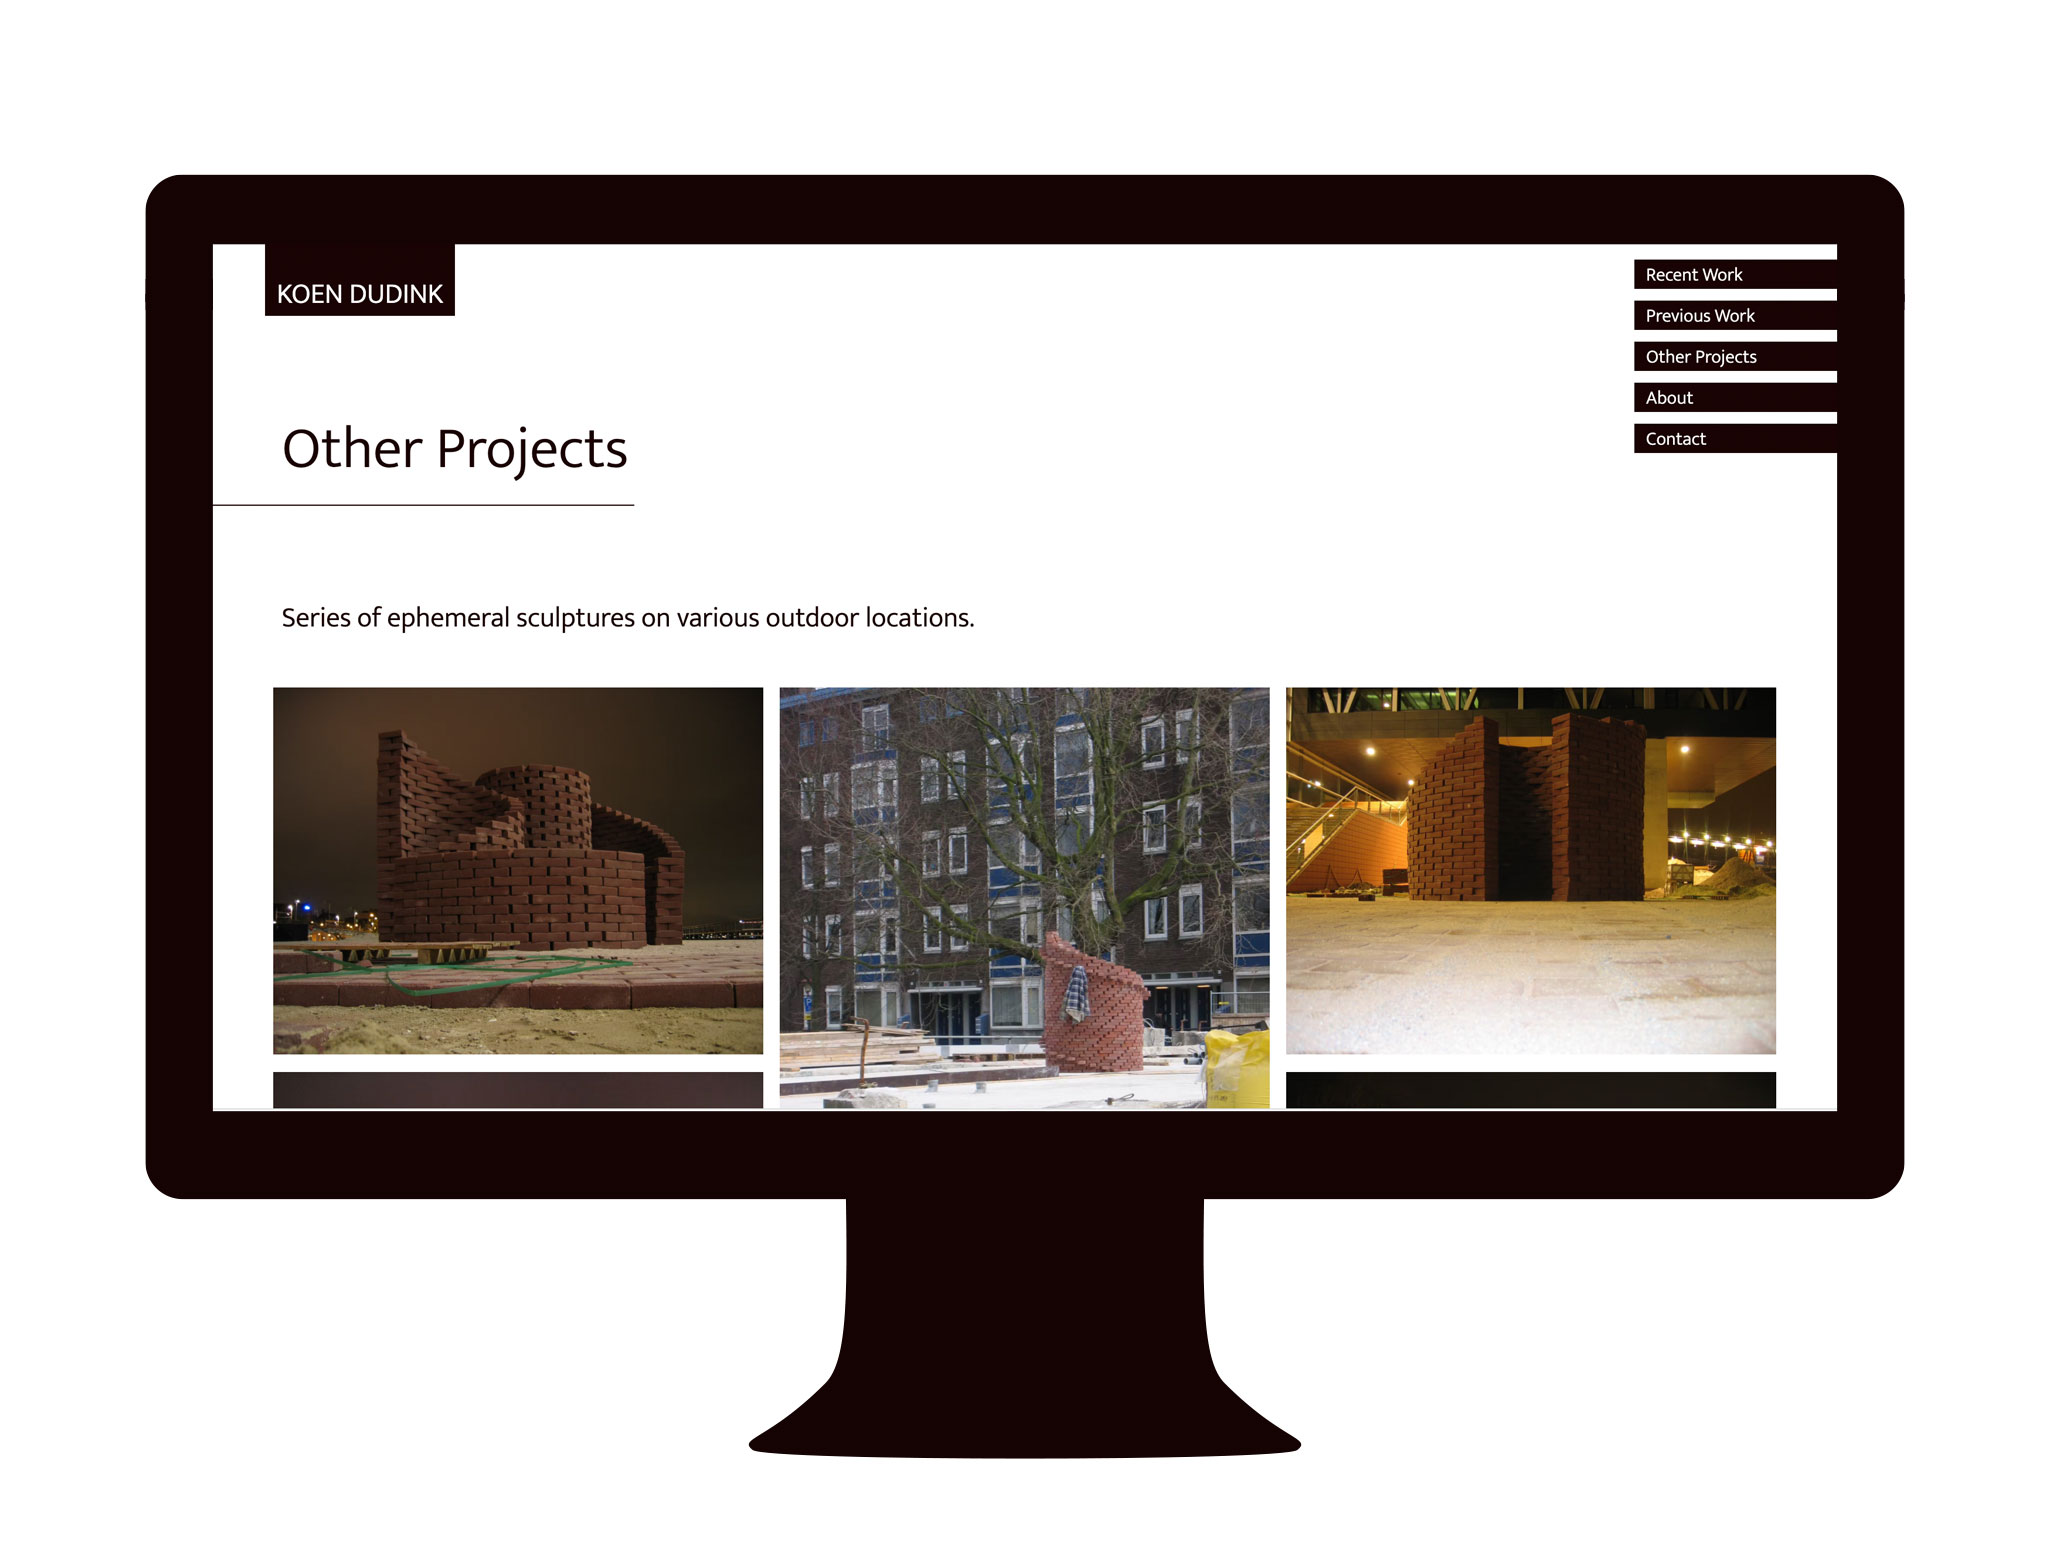 KOEN DUDINK
Recent Work
Previous Work
Other Projects
About
Contact
Other Projects
Series of ephemeral sculptures on various outdoor locations.